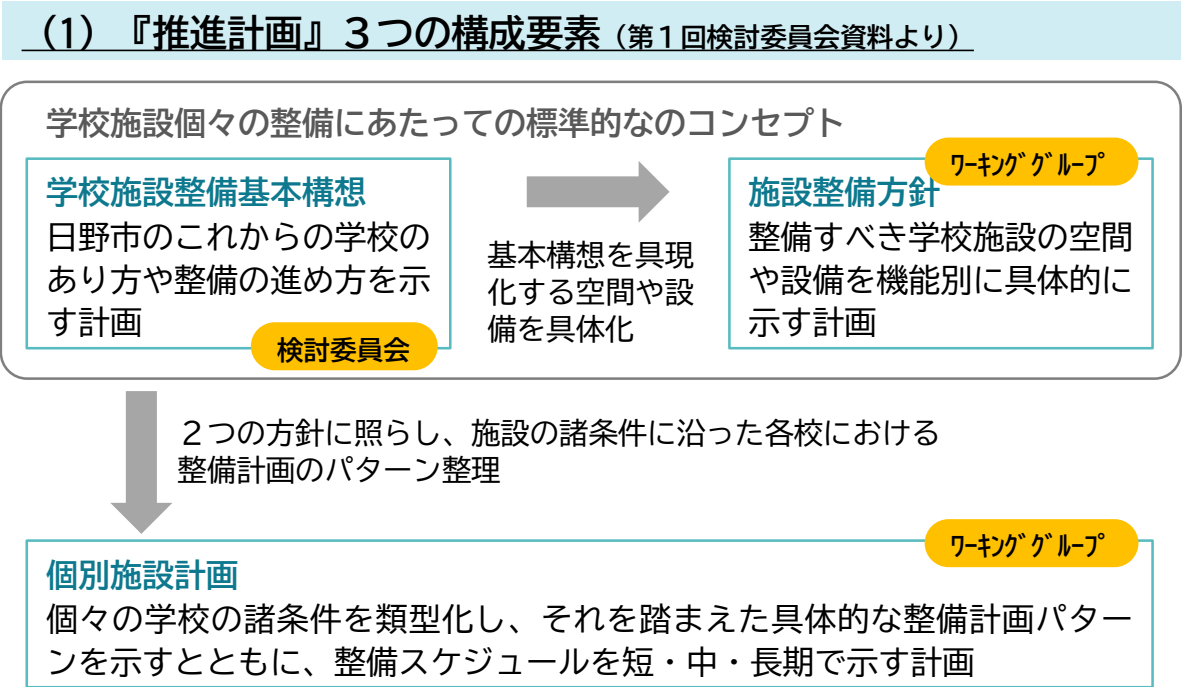 （1）『推進計画』３つの構成要素（第１回検討委員会資料より）
学校施設個々の整備にあたっての標準的なのコンセプト
学校施設整備基本構想
日野市のこれからの学校の
あり方や整備の進め方を示
す計画
検討委員会
基本構想を具現
化する空間や設
備を具体化
ﾜｰｷﾝｸﾞｸﾞﾙｰﾌﾟ
施設整備方針
整備すべき学校施設の空間
や設備を機能別に具体的に
示す計画
２つの方針に照らし、施設の諸条件に沿った各校における
整備計画のパターン整理
ﾜｰｷﾝｸﾞｸﾞﾙｰﾌﾟ
個別施設計画
個々の学校の諸条件を類型化し、それを踏まえた具体的な整備計画パター
ンを示すとともに、整備スケジュールを短・中・長期で示す計画